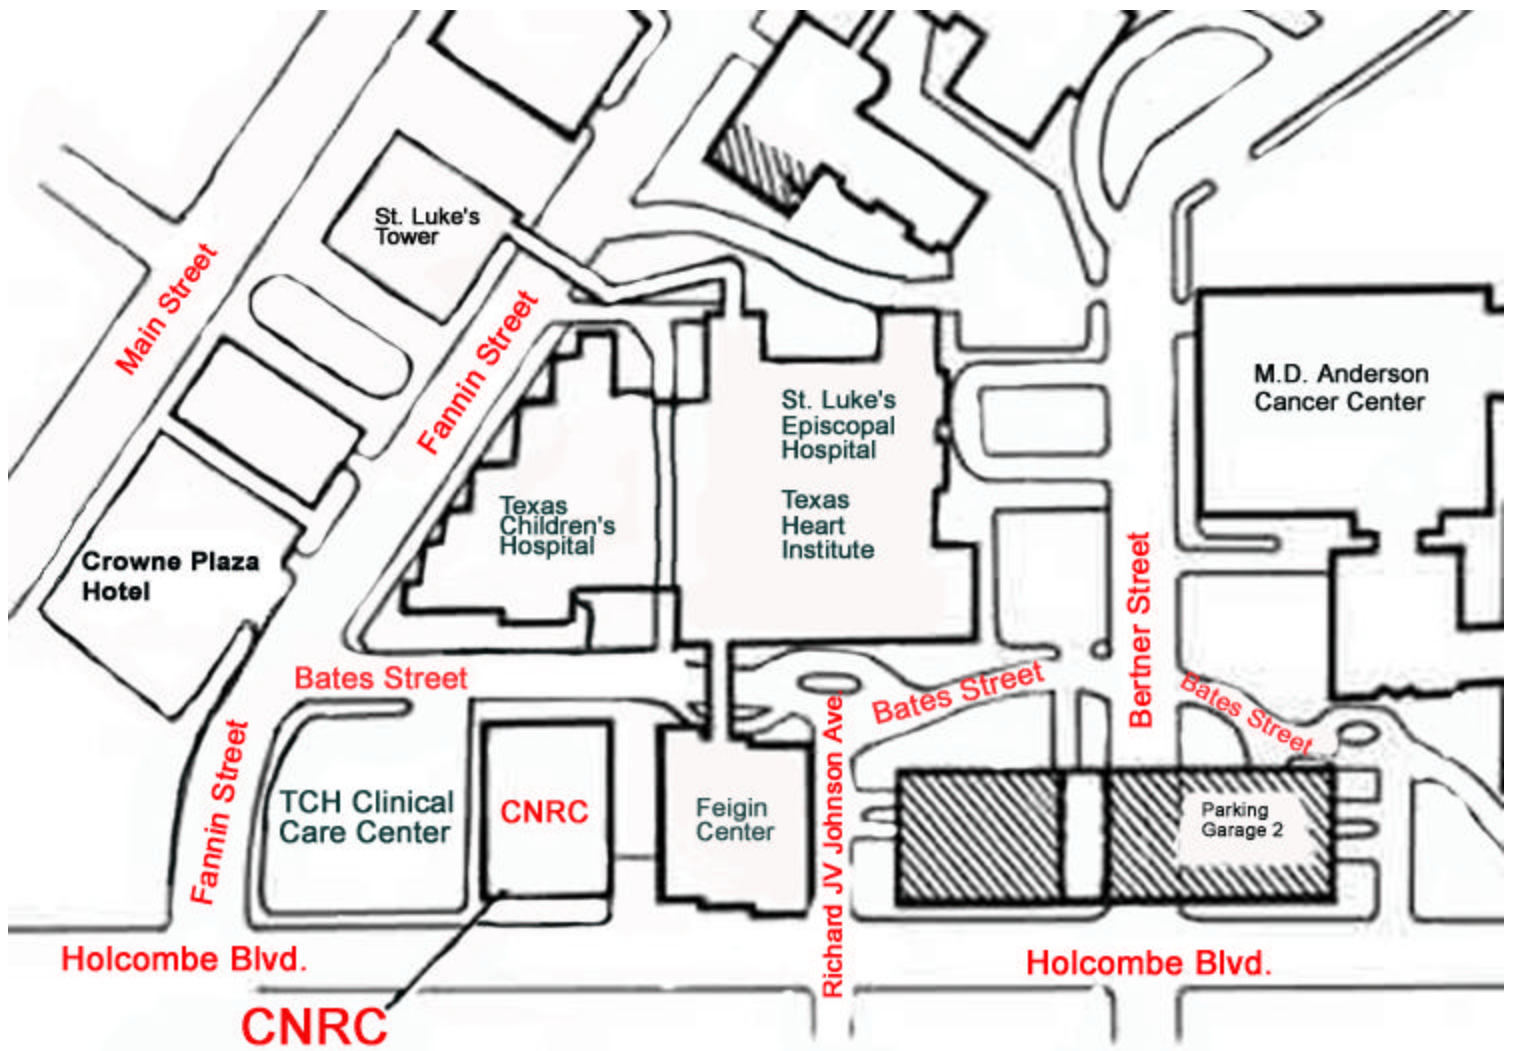 St. Luke's
Tower
Main Street
Fannin Street
M.D. Anderson
Cancer Center
St. Luke's
Episcopal
Hospital
Texas
Heart
Institute
Texas
Children's
Hospital
Crowne Plaza
Hotel
Bertner Street
Bates Street
Bates Street
Bates Street
Fannin Street
TCH Clinical
Care Center
CNRC
Feigin
Center
Richard JV Johnson Ave.
Parking
Garage 2
Holcombe Blvd.
Holcombe Blvd.
CNRC